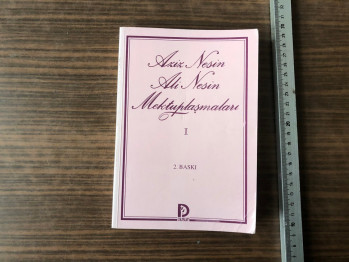 Aziz Nesin
Ali Nesin
Mektuplaşmaları
I
2. BASKI